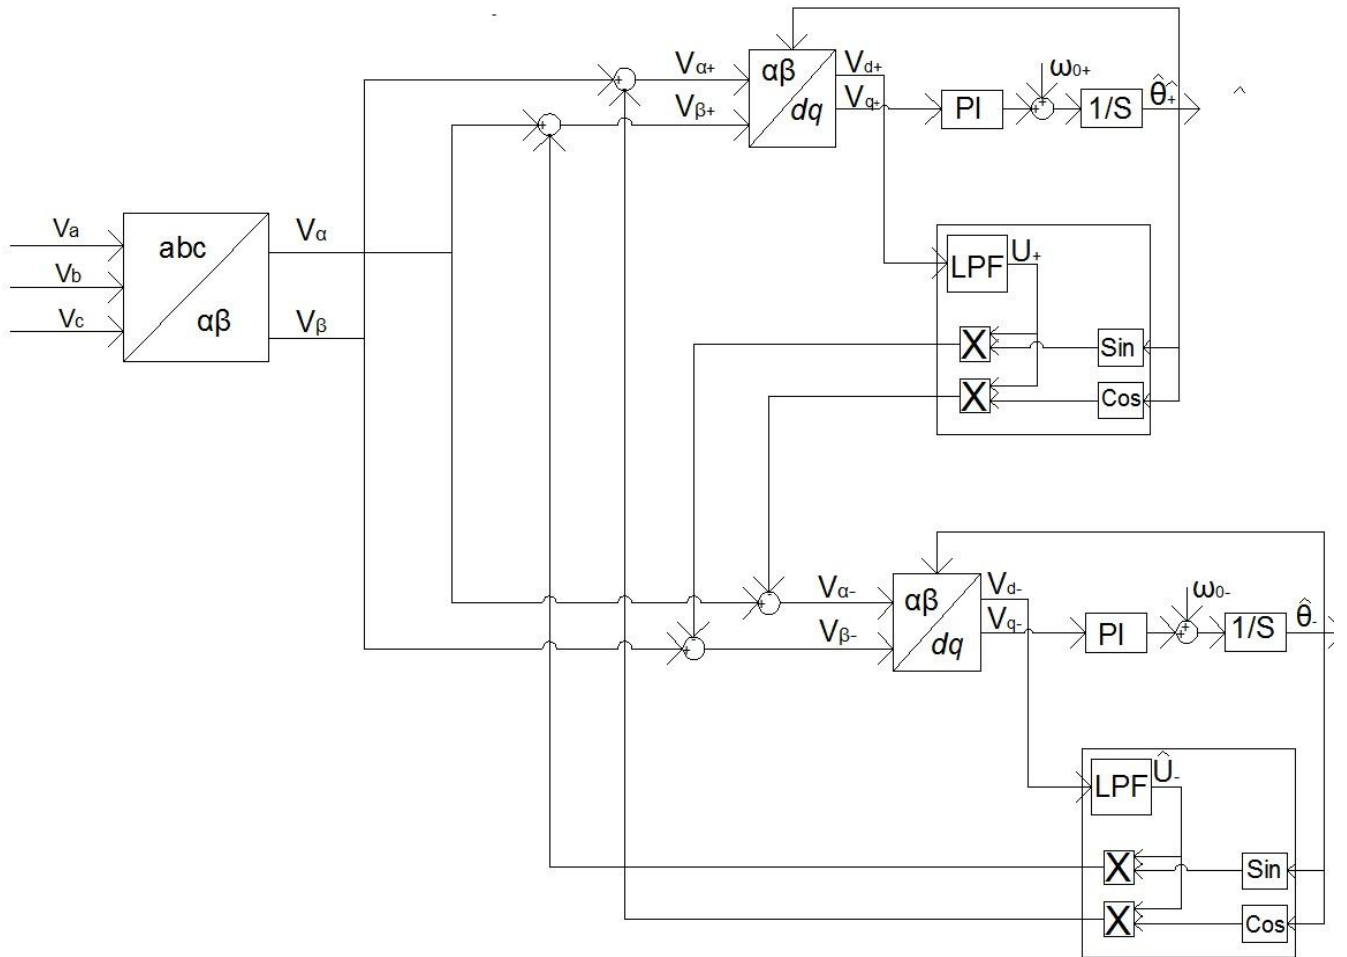 Vα+
αβ
Vd+
ω0+
θ̂+
Vβ+
dq
Vq+
PI
1/S
Va
abc
Vα
Vb
αβ
Vβ
Vc
LPF
U+
X
Sin
X
Cos
Vα-
αβ
Vd-
ω0-
θ̂-
Vβ-
dq
Vq-
PI
1/S
LPF
Û-
X
Sin
X
Cos